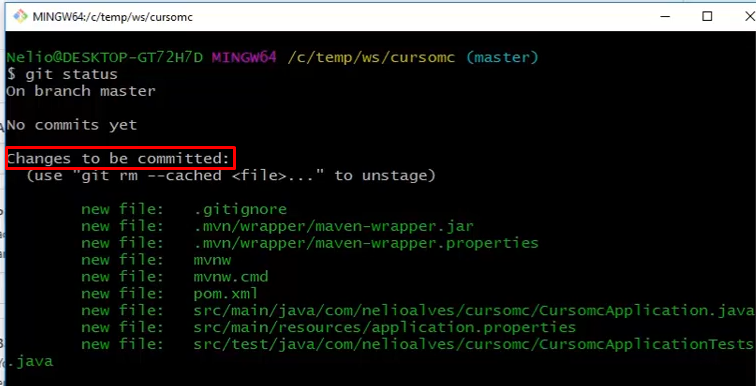 MINGW64:/c/temp/ws/cursomc
Nelio@DESKTOP-GT72H7D MINGW64 /c/temp/ws/cursomc (master)
$ git status
On branch master
No commits yet
Changes to be committed:
(use "git rm --cached <file>..." to unstage)
new file: .gitignore
new file: .mvn/wrapper/maven-wrapper.jar
new file: .mvn/wrapper/maven-wrapper.properties
new file: mvnw
new file: mvnw.cmd
new file: pom.xml
new file: src/main/java/com/nelioalves/cursomc/CursomcApplication.java
new file: src/main/resources/application.properties
new file: src/test/java/com/nelioalves/cursomc/CursomcApplicationTests
.java